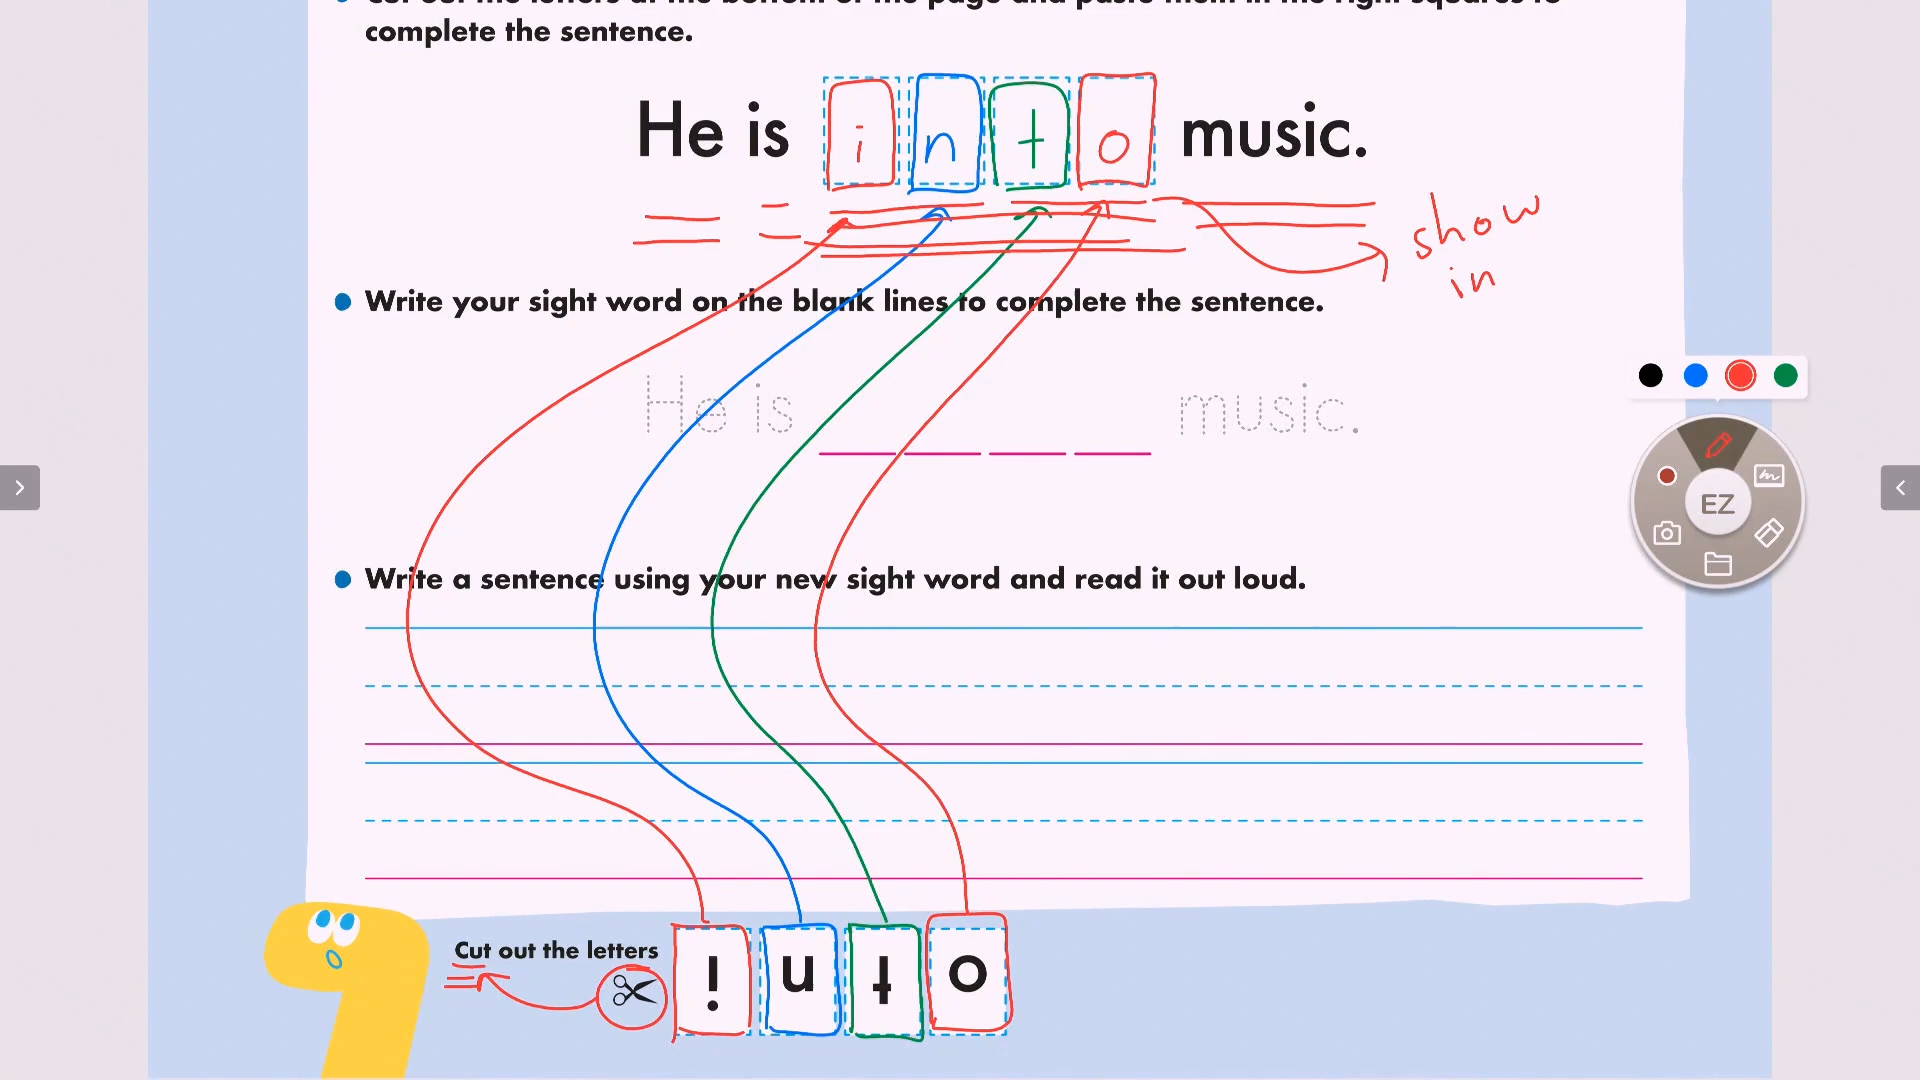 complete the sentence.
He is into music.
show
in
Write your sight word on the blank lines to complete the sentence.
He is music.
Write a sentence using your new sight word and read it out loud.
Cut out the letters
i n t o
EZ